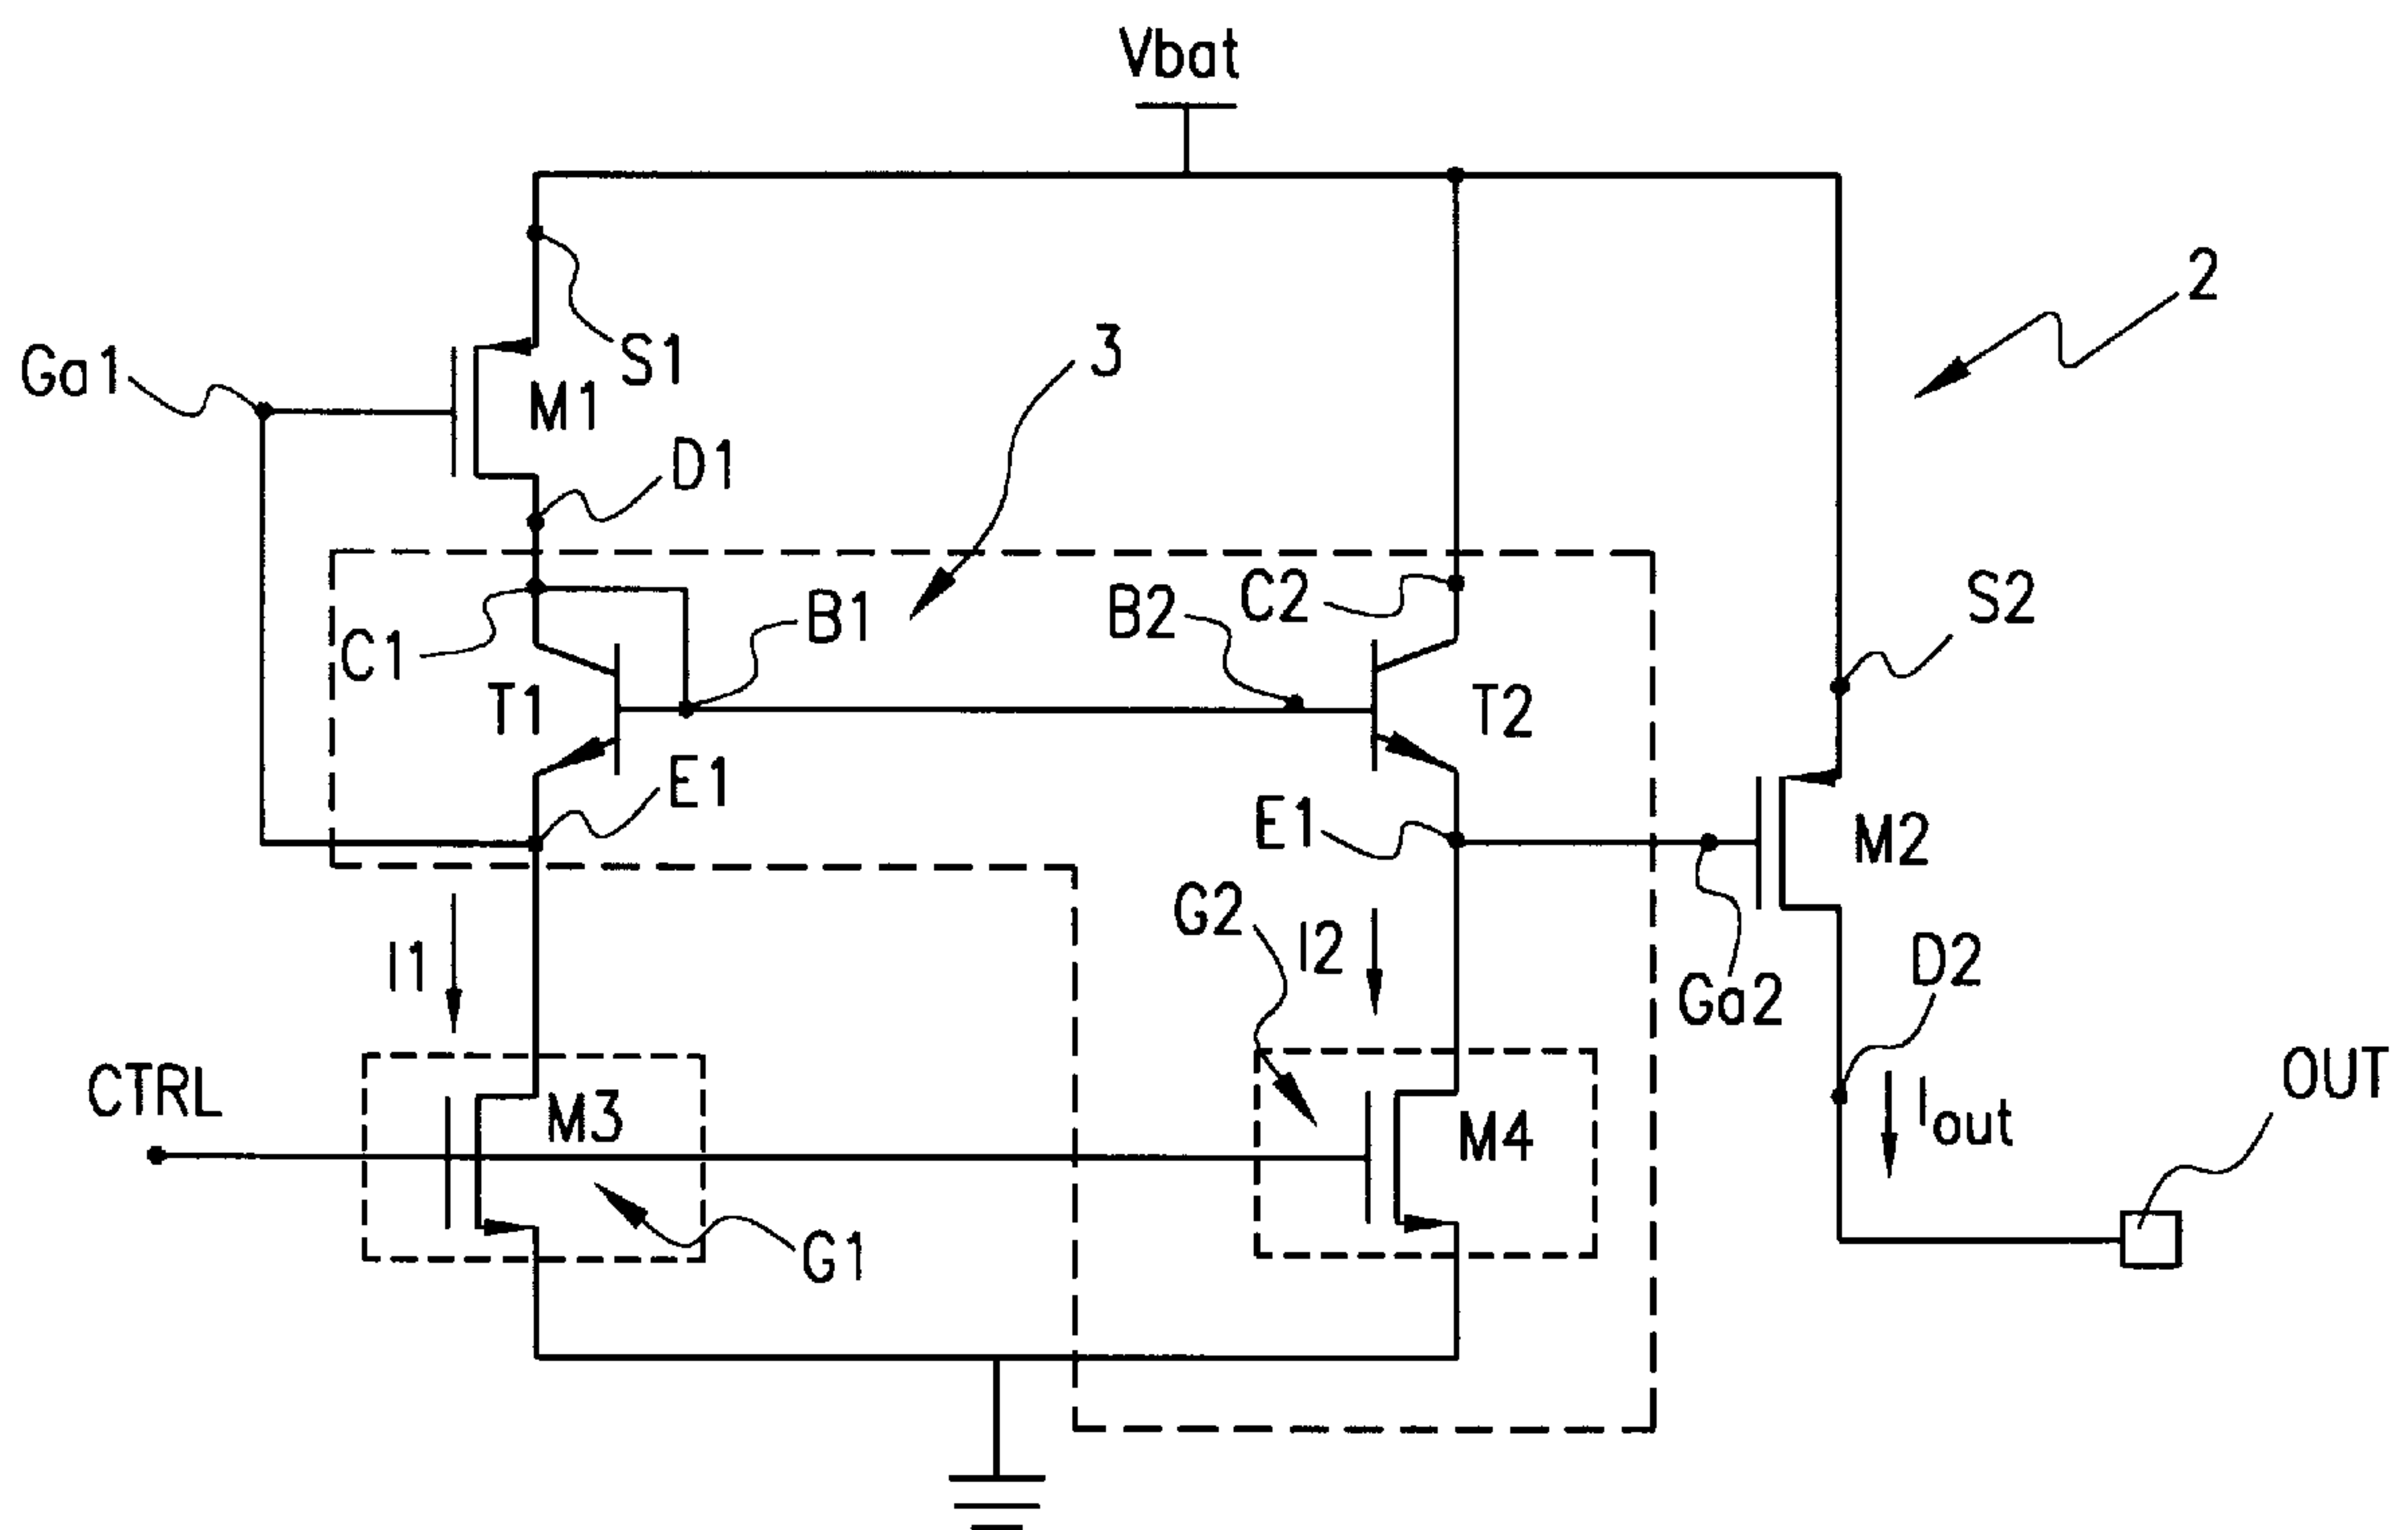 Vbat
2
S1
3
Ga1
M1
D1
C2
S2
B1
B2
C1
T1
T2
E1
E1
M2
G2
I1
I2
D2
Ga2
OUT
CTRL
M3
M4
Iout
G1